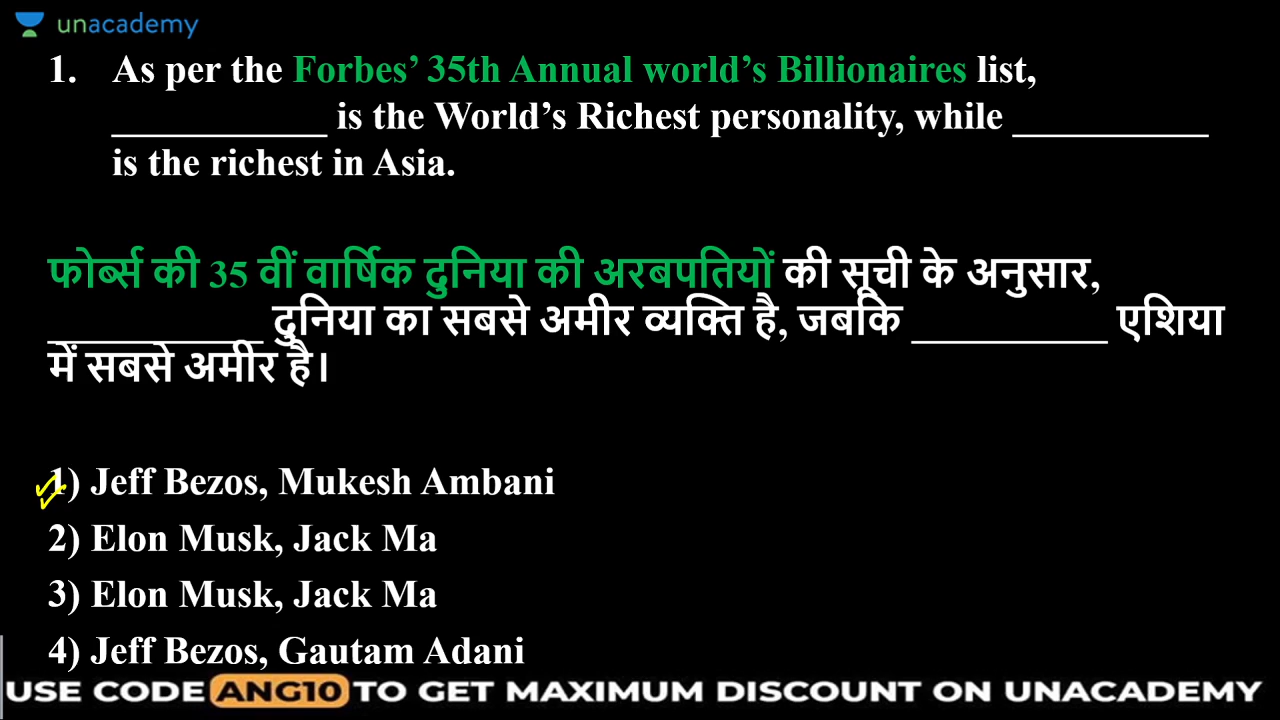 unacademy
1. As per the Forbes’ 35th Annual world’s Billionaires list,
___________ is the World’s Richest personality, while __________
is the richest in Asia.
फोर्ब्स की 35 वीं वार्षिक दुनिया की अरबपतियों की सूची के अनुसार,
___________ दुनिया का सबसे अमीर व्यक्ति है, जबकि __________ एशिया
में सबसे अमीर है।
1) Jeff Bezos, Mukesh Ambani
2) Elon Musk, Jack Ma
3) Elon Musk, Jack Ma
4) Jeff Bezos, Gautam Adani
USE CODE ANG10 TO GET MAXIMUM DISCOUNT ON UNACADEMY